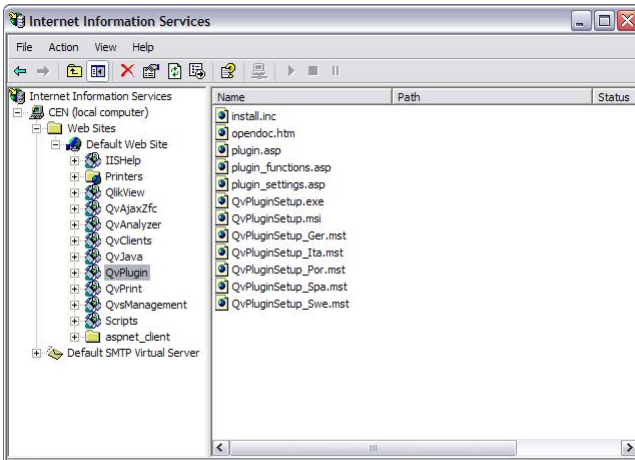 Internet Information Services
File Action View Help
Internet Information Services
CEN (local computer)
Web Sites
Default Web Site
IISHelp
Printers
QlikView
QvAjaxZfc
QvAnalyzer
QvClients
QvJava
QvPlugin
QvPrint
QvsManagement
Scripts
aspnet_client
Default SMTP Virtual Server
Name Path Status
install.inc
opendoc.htm
plugin.asp
plugin_functions.asp
plugin_settings.asp
QvPluginSetup.exe
QvPluginSetup.msi
QvPluginSetup_Ger.mst
QvPluginSetup_Ita.mst
QvPluginSetup_Por.mst
QvPluginSetup_Spa.mst
QvPluginSetup_Swe.mst